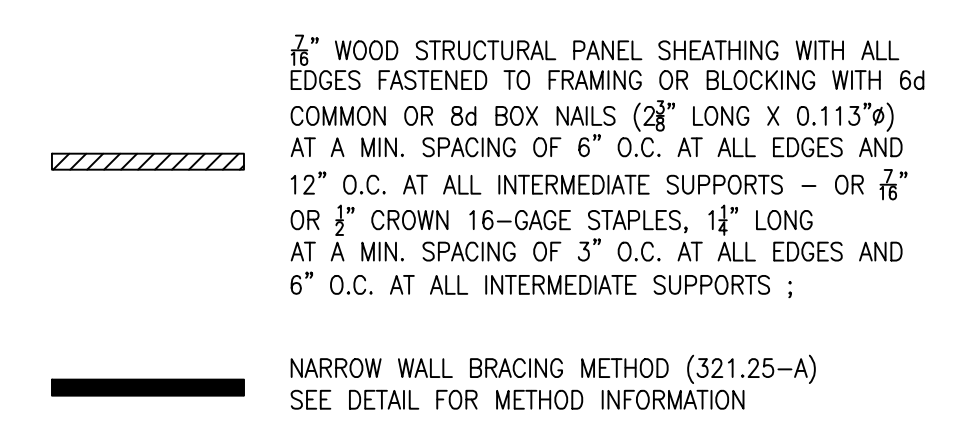 7/16" WOOD STRUCTURAL PANEL SHEATHING WITH ALL
EDGES FASTENED TO FRAMING OR BLOCKING WITH 6d
COMMON OR 8d BOX NAILS (2 3/8" LONG X 0.113"ø)
AT A MIN. SPACING OF 6" O.C. AT ALL EDGES AND
12" O.C. AT ALL INTERMEDIATE SUPPORTS – OR 7/16"
OR 1/2" CROWN 16–GAGE STAPLES, 1 1/4" LONG
AT A MIN. SPACING OF 3" O.C. AT ALL EDGES AND
6" O.C. AT ALL INTERMEDIATE SUPPORTS ;
NARROW WALL BRACING METHOD (321.25–A)
SEE DETAIL FOR METHOD INFORMATION